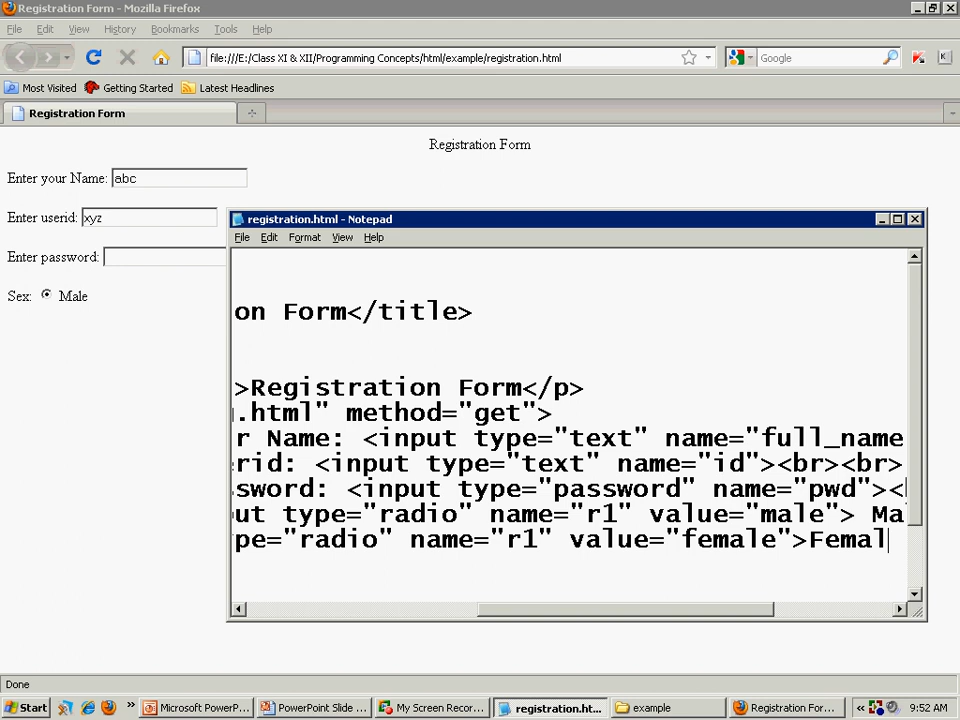 Registration Form - Mozilla Firefox
File Edit View History Bookmarks Tools Help
file:///E:/Class XI & XII/Programming Concepts/html/example/registration.html
Google
Most Visited Getting Started Latest Headlines
Registration Form
Registration Form
Enter your Name: abc
Enter userid: xyz
Enter password:
Sex: Male
registration.html - Notepad
File Edit Format View Help
on Form</title>
>Registration Form</p>
.html" method="get">
r Name: <input type="text" name="full_name
rid: <input type="text" name="id"><br><br>
sword: <input type="password" name="pwd"><
ut type="radio" name="r1" value="male"> Ma
pe="radio" name="r1" value="female">Femal
Done
Start » Microsoft PowerP... PowerPoint Slide ... My Screen Recor... registration.ht... example Registration For... « 9:52 AM